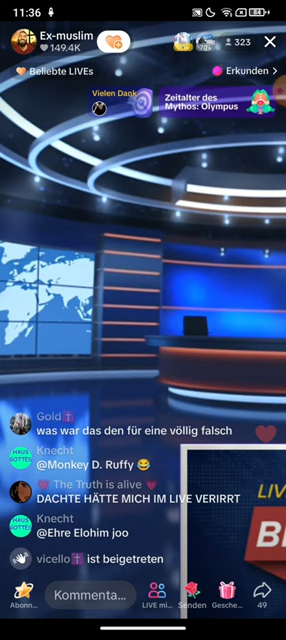 11:36
84
Ex-muslim
149.4K
323
Beliebte LIVEs
Erkunden >
Vielen Dank
Zeitalter des
Mythos: Olympus
Gold
was war das den für eine völlig falsch
HAUS GOTTES
Knecht
@Monkey D. Ruffy 😂
The Truth is alive
DACHTE HÄTTE MICH IM LIVE VERIRRT
HAUS GOTTES
Knecht
@Ehre Elohim joo
vicello ist beigetreten
LIV
Kommenta...
Abonn...
LIVE mi...
Senden
Gesche...
49